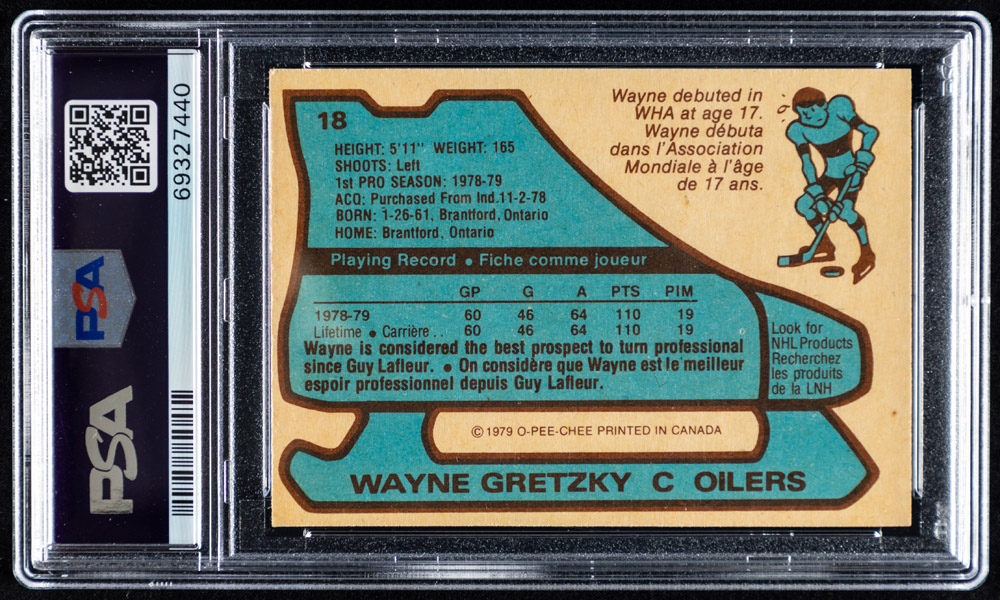 69327440
PSA
PSA
18
HEIGHT: 5'11" WEIGHT: 165
SHOOTS: Left
1st PRO SEASON: 1978-79
ACQ: Purchased From Ind.11-2-78
BORN: 1-26-61, Brantford, Ontario
HOME: Brantford, Ontario
Wayne debuted in
WHA at age 17.
Wayne débuta
dans l'Association
Mondiale à l'âge
de 17 ans.
Playing Record • Fiche comme joueur
GP G A PTS PIM
1978-79 60 46 64 110 19
Lifetime • Carrière . . 60 46 64 110 19
Wayne is considered the best prospect to turn professional
since Guy Lafleur. • On considère que Wayne est le meilleur
espoir professionnel depuis Guy Lafleur.
Look for
NHL Products
Recherchez
les produits
de la LNH
© 1979 O-PEE-CHEE PRINTED IN CANADA
WAYNE GRETZKY C OILERS